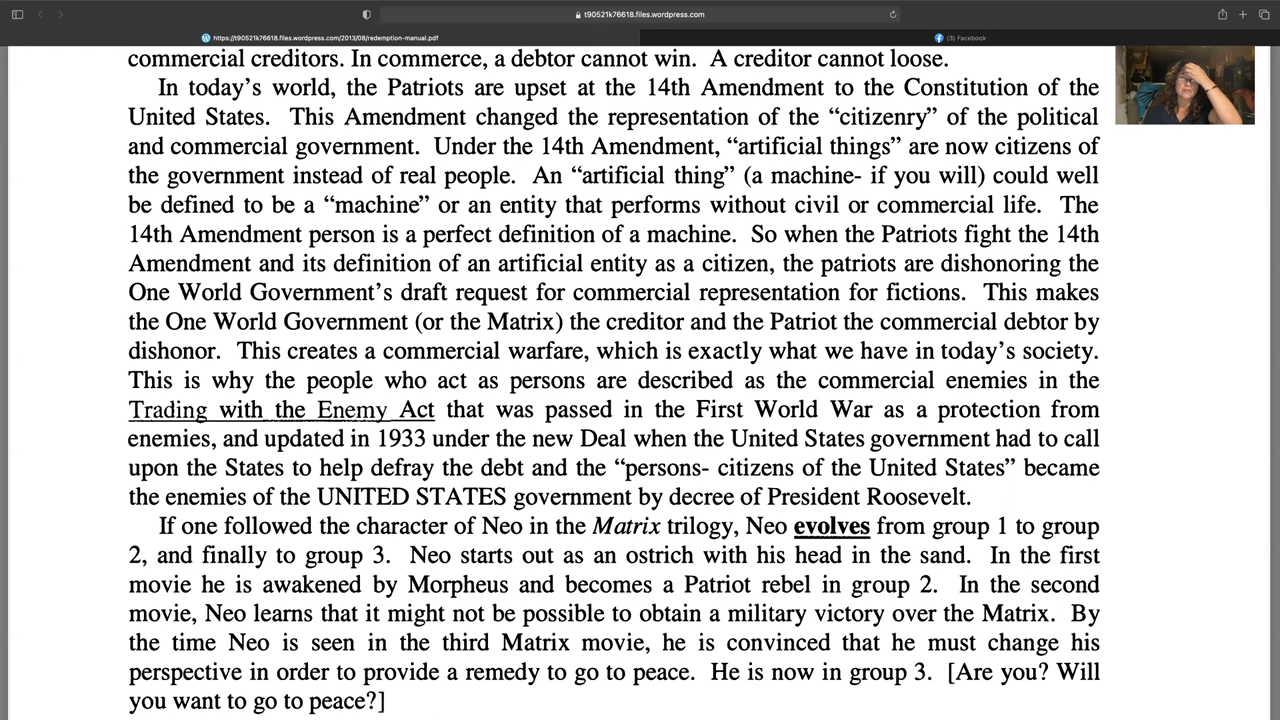 t90521k76618.files.wordpress.com
https://t90521k76618.files.wordpress.com/2013/08/redemption-manual.pdf
(3) Facebook
commercial creditors. In commerce, a debtor cannot win.  A creditor cannot loose.
In today’s world, the Patriots are upset at the 14th Amendment to the Constitution of the
United States.  This Amendment changed the representation of the “citizenry” of the political
and commercial government.  Under the 14th Amendment, “artificial things” are now citizens of
the government instead of real people.  An “artificial thing” (a machine- if you will) could well
be defined to be a “machine” or an entity that performs without civil or commercial life.  The
14th Amendment person is a perfect definition of a machine.  So when the Patriots fight the 14th
Amendment and its definition of an artificial entity as a citizen, the patriots are dishonoring the
One World Government’s draft request for commercial representation for fictions.  This makes
the One World Government (or the Matrix) the creditor and the Patriot the commercial debtor by
dishonor.  This creates a commercial warfare, which is exactly what we have in today’s society.
This is why the people who act as persons are described as the commercial enemies in the
Trading with the Enemy Act that was passed in the First World War as a protection from
enemies, and updated in 1933 under the new Deal when the United States government had to call
upon the States to help defray the debt and the “persons- citizens of the United States” became
the enemies of the UNITED STATES government by decree of President Roosevelt.
If one followed the character of Neo in the Matrix trilogy, Neo evolves from group 1 to group
2, and finally to group 3.  Neo starts out as an ostrich with his head in the sand.  In the first
movie he is awakened by Morpheus and becomes a Patriot rebel in group 2.  In the second
movie, Neo learns that it might not be possible to obtain a military victory over the Matrix.  By
the time Neo is seen in the third Matrix movie, he is convinced that he must change his
perspective in order to provide a remedy to go to peace.  He is now in group 3.  [Are you? Will
you want to go to peace?]